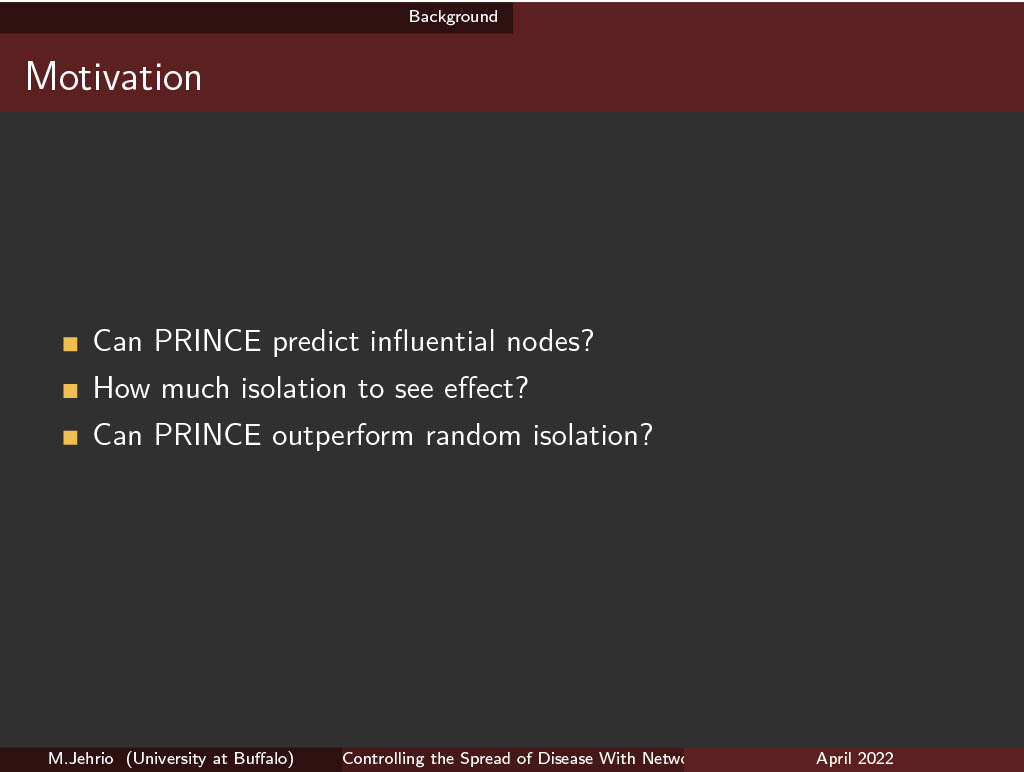 Background
Motivation
Can PRINCE predict influential nodes?
How much isolation to see effect?
Can PRINCE outperform random isolation?
M.Jehrio (University at Buffalo) Controlling the Spread of Disease With Netwo April 2022